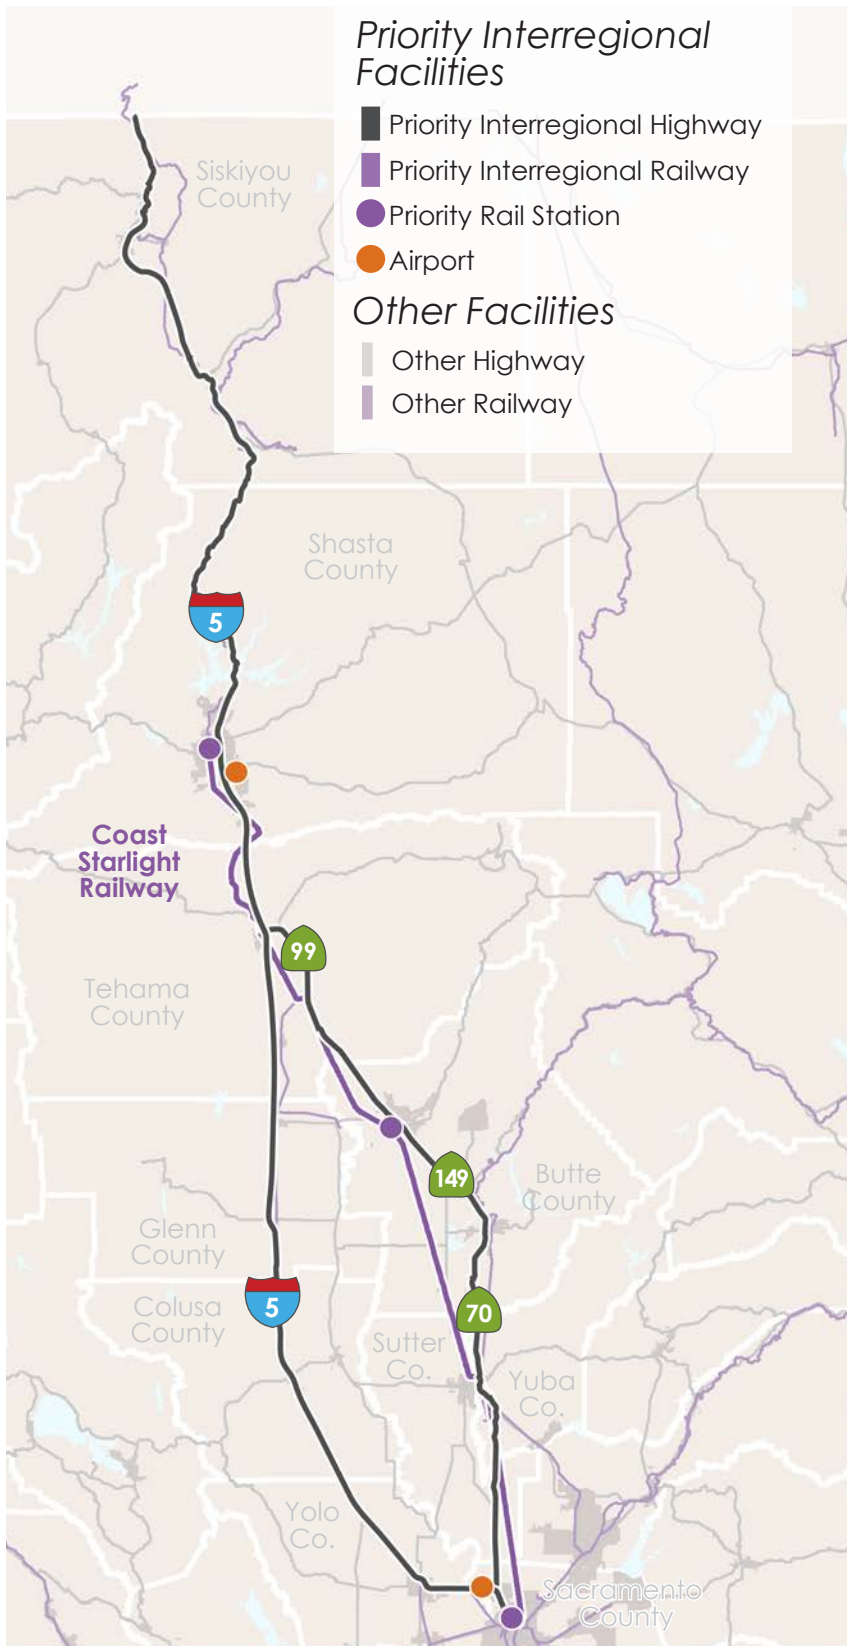 Priority Interregional
Facilities
Priority Interregional Highway
Priority Interregional Railway
Priority Rail Station
Airport
Other Facilities
Other Highway
Other Railway
Siskiyou
County
Shasta
County
5
Coast
Starlight
Railway
99
Tehama
County
149
Butte
County
Glenn
County
5
Colusa
County
70
Sutter
Co.
Yuba
Co.
Yolo
Co.
Sacramento
County